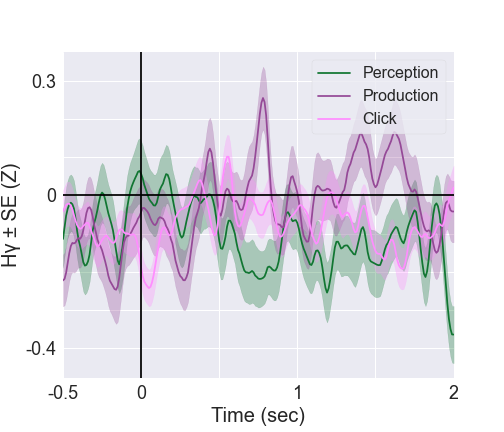 Perception
Production
Click
0.3
0
-0.4
Hγ ± SE (Z)
-0.5
0
1
2
Time (sec)